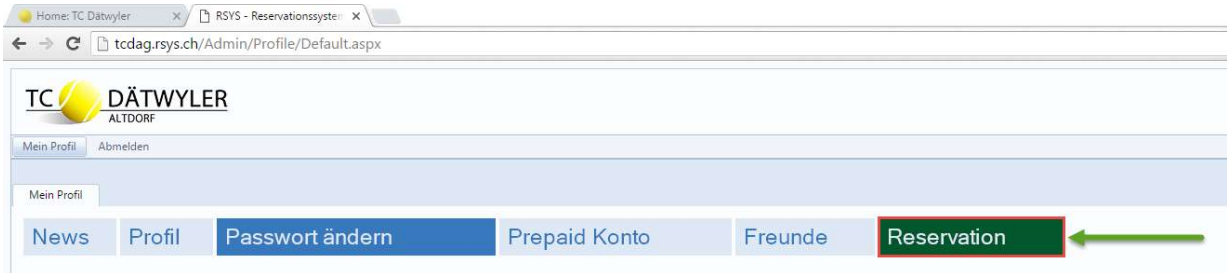 Home: TC Dätwyler
RSYS - Reservationssysten
tcdag.rsys.ch/Admin/Profile/Default.aspx
TC DÄTWYLER
ALTDORF
Mein Profil Abmelden
Mein Profil
News Profil Passwort ändern Prepaid Konto Freunde Reservation